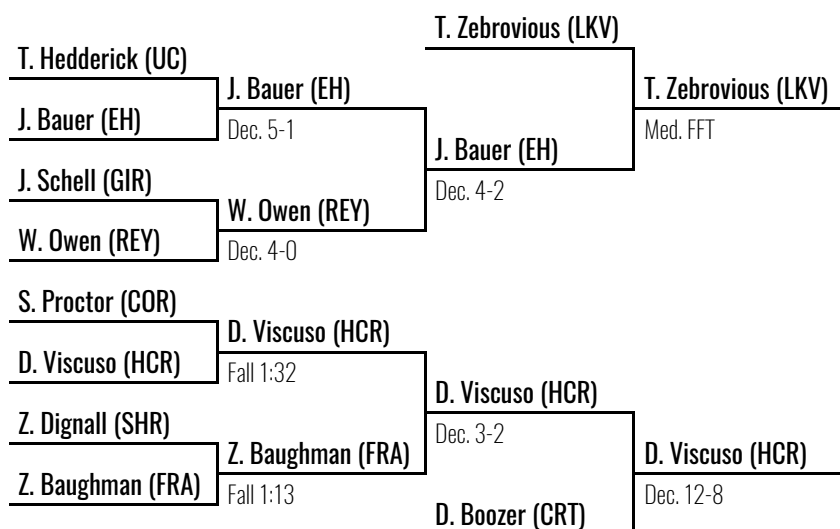 T. Zebrovious (LKV)
T. Hedderick (UC)
J. Bauer (EH)
T. Zebrovious (LKV)
J. Bauer (EH)
Dec. 5-1
Med. FFT
J. Bauer (EH)
J. Schell (GIR)
Dec. 4-2
W. Owen (REY)
W. Owen (REY)
Dec. 4-0
S. Proctor (COR)
D. Viscuso (HCR)
D. Viscuso (HCR)
Fall 1:32
D. Viscuso (HCR)
Z. Dignall (SHR)
Dec. 3-2
Z. Baughman (FRA)
D. Viscuso (HCR)
Z. Baughman (FRA)
Fall 1:13
Dec. 12-8
D. Boozer (CRT)